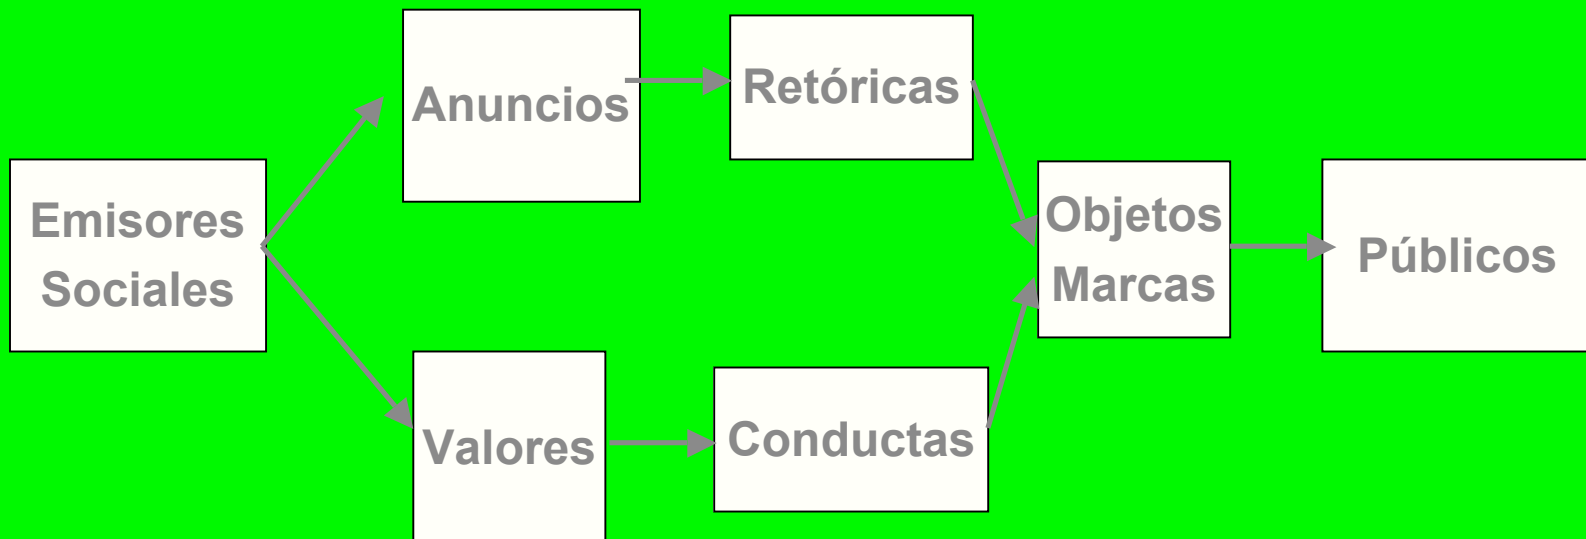 Emisores
Sociales
Anuncios
Retóricas
Valores
Conductas
Objetos
Marcas
Públicos